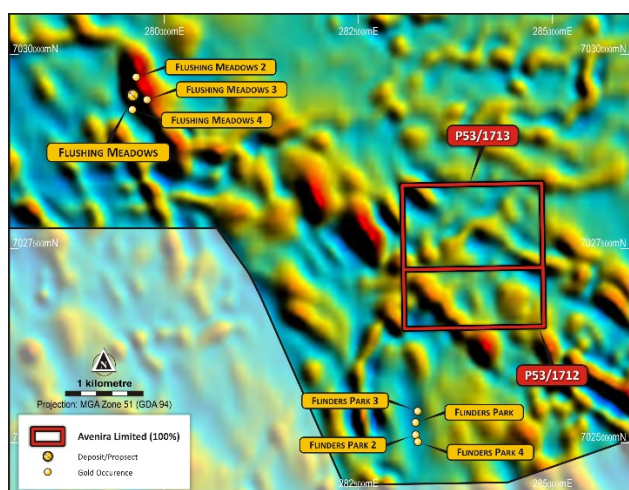 280000mE
282500mE
285000mE
7030000mN
7030000mN
FLUSHING MEADOWS 2
FLUSHING MEADOWS 3
FLUSHING MEADOWS 4
FLUSHING MEADOWS
P53/1713
7027500mN
7027500mN
N
1 kilometre
Projection: MGA Zone 51 (GDA 94)
P53/1712
FLINDERS PARK 3
FLINDERS PARK
FLINDERS PARK 2
FLINDERS PARK 4
Avenira Limited (100%)
Deposit/Propsect
Gold Occurence
7025000mN
282500mE
285000mE